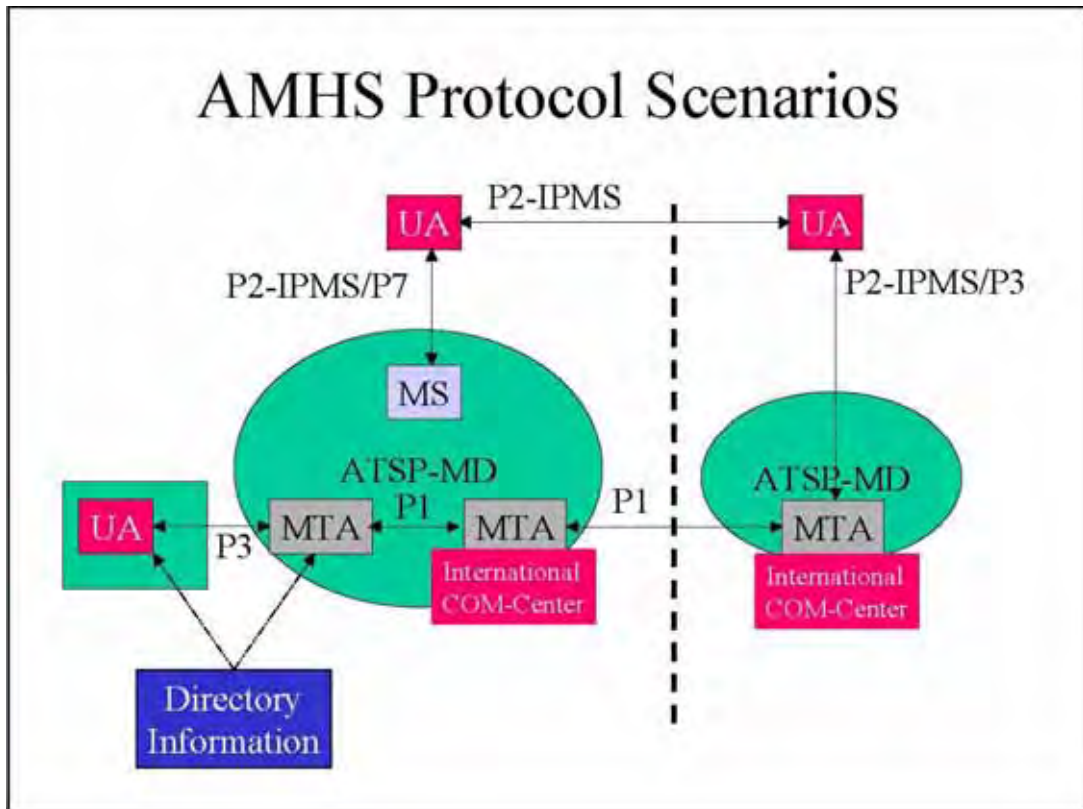 AMHS Protocol Scenarios
P2-IPMS
UA
UA
P2-IPMS/P7
P2-IPMS/P3
MS
ATSP-MD
ATSP-MD
UA
P3
MTA
P1
MTA
P1
MTA
International
COM-Center
International
COM-Center
Directory
Information